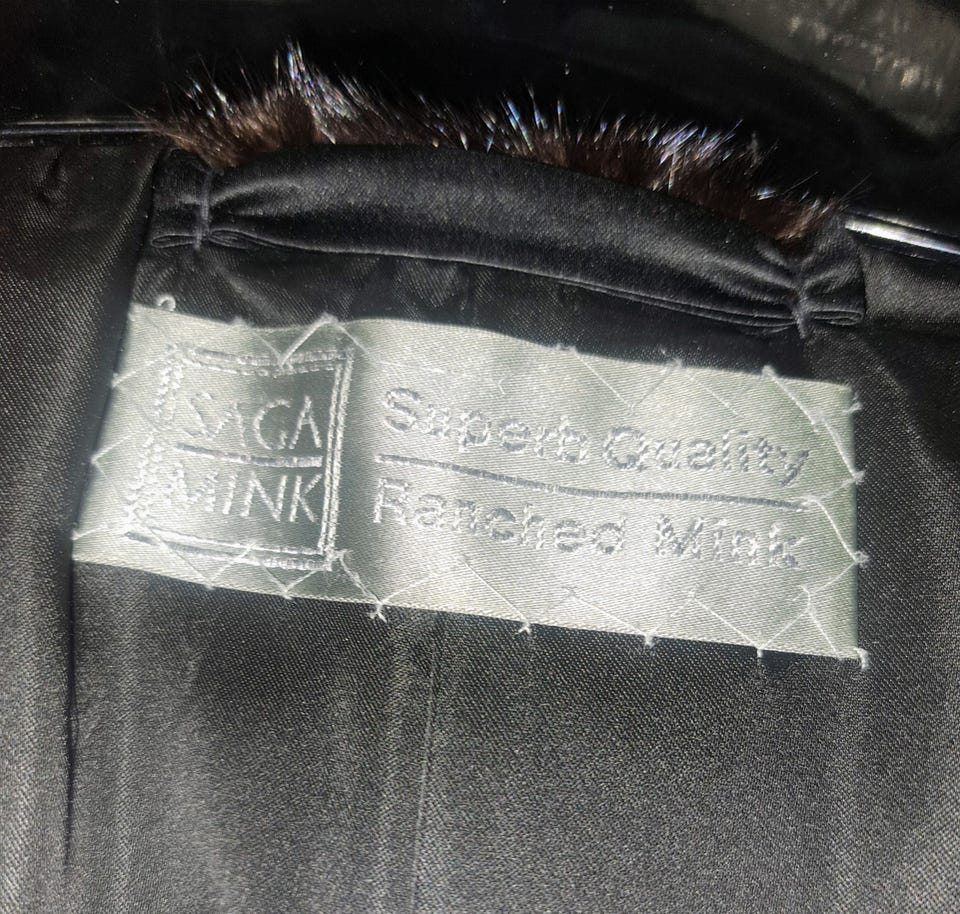 SAGA
MINK
Superb Quality
Ranched Mink